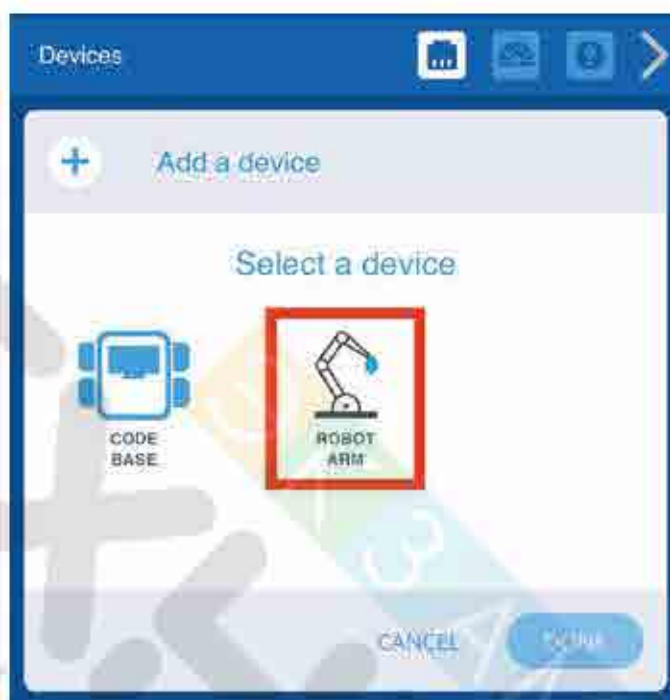 Devices
Add a device
Select a device
CODE
BASE
ROBOT
ARM
CANCEL